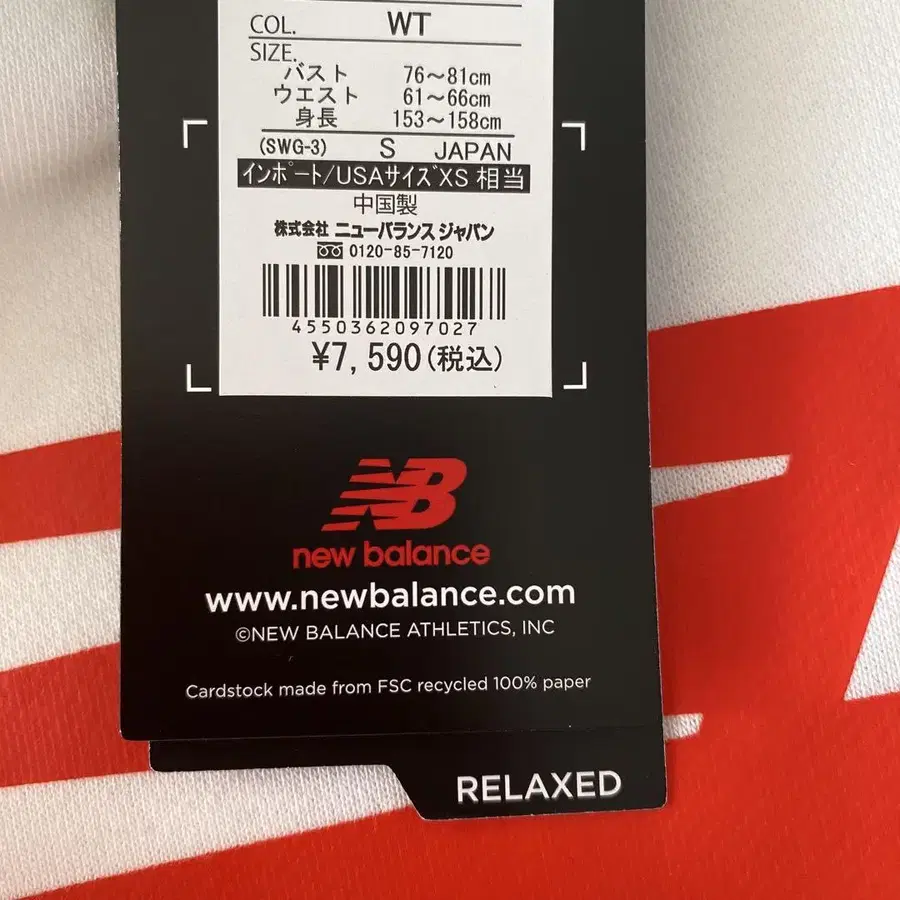 COL. WT
SIZE.
バスト 76〜81cm
ウエスト 61〜66cm
身長 153〜158cm
(SWG-3) S JAPAN
インポート/USAサイズXS 相当
中国製
株式会社 ニューバランス ジャパン
0120-85-7120
4550362097027
¥7,590(税込)
NB
new balance
www.newbalance.com
©NEW BALANCE ATHLETICS, INC
Cardstock made from FSC recycled 100% paper
RELAXED